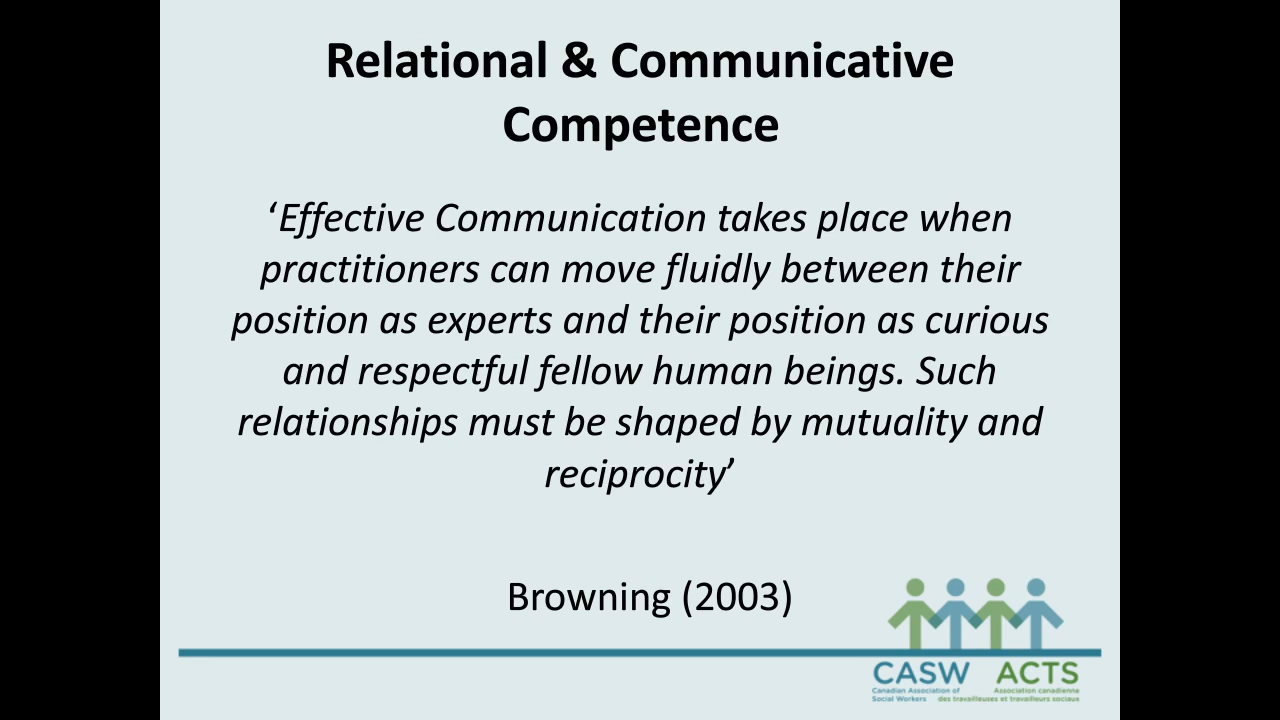 Relational & Communicative
Competence
‘Effective Communication takes place when
practitioners can move fluidly between their
position as experts and their position as curious
and respectful fellow human beings. Such
relationships must be shaped by mutuality and
reciprocity’
Browning (2003)
CASW ACTS
Canadian Association of Association canadienne
Social Workers des travailleuses et travailleurs sociaux